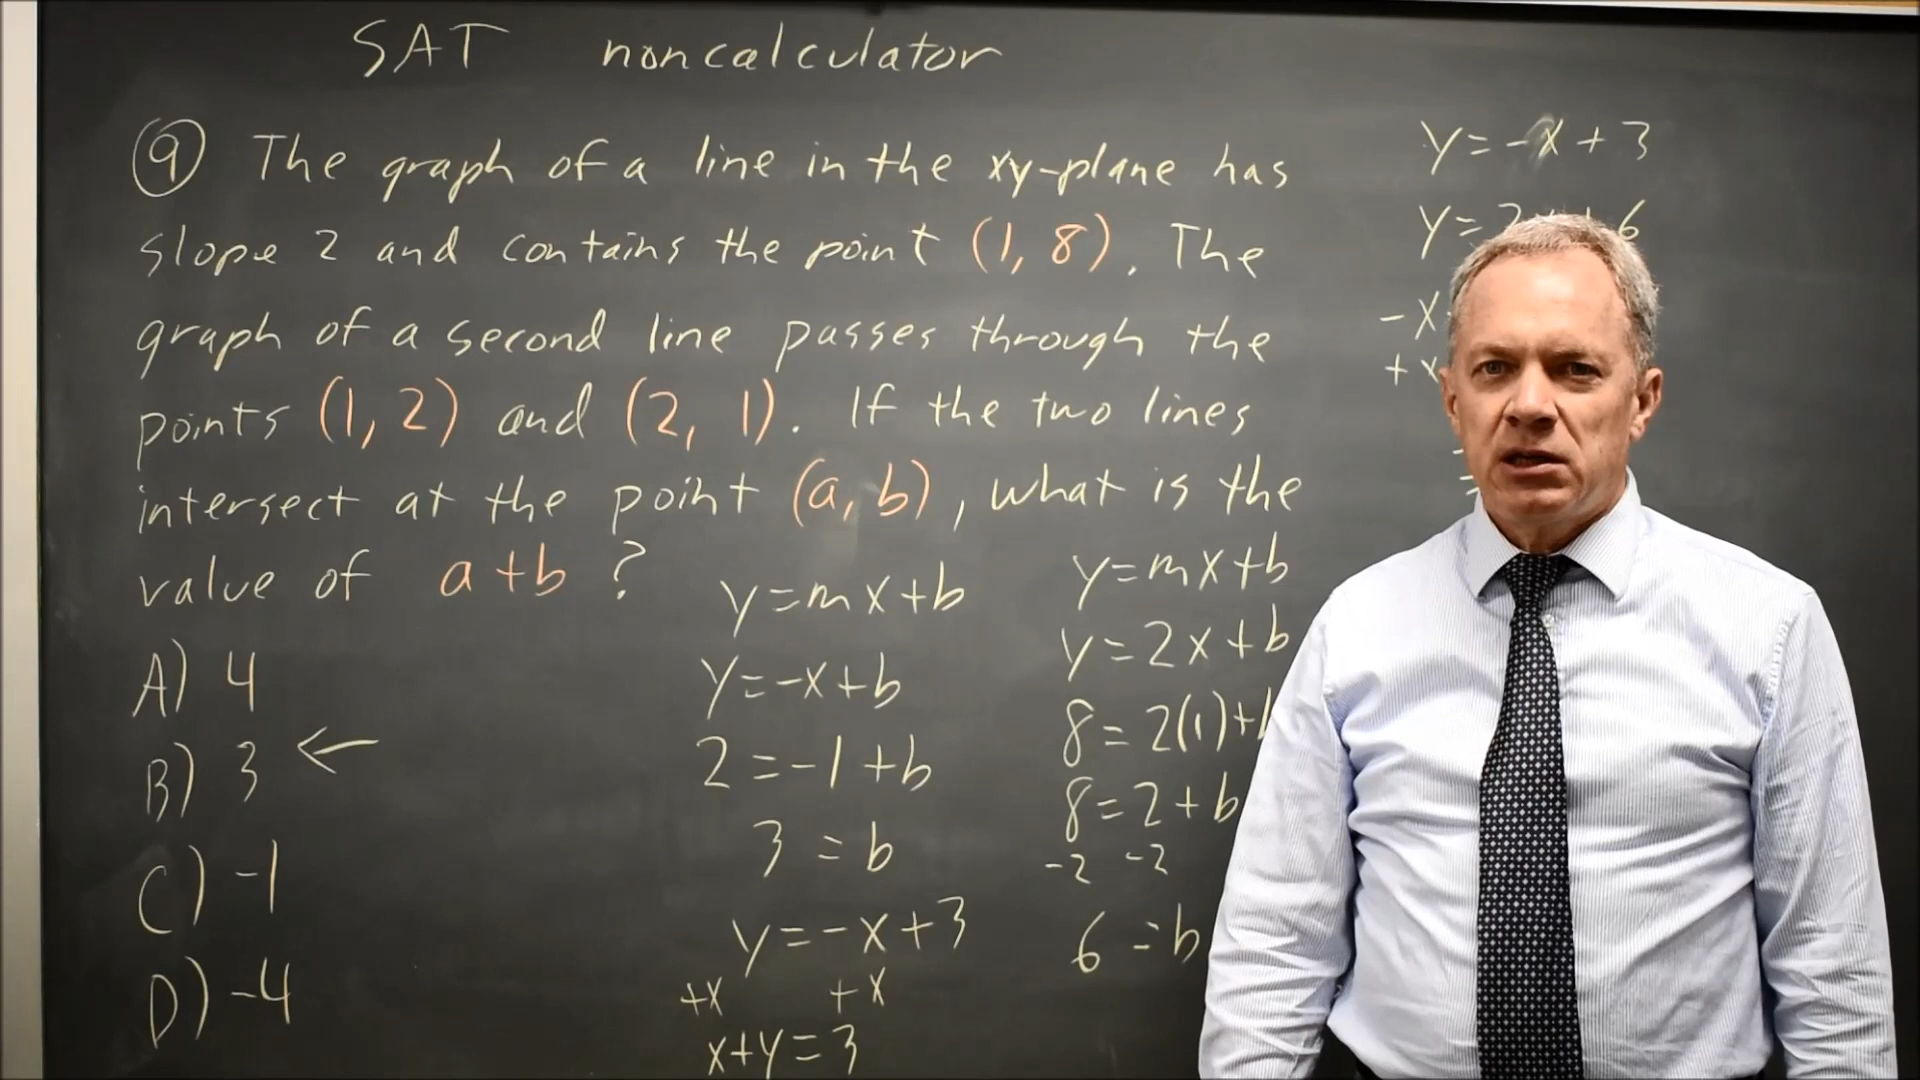 SAT noncalculator
⑨ The graph of a line in the xy-plane has
slope 2 and contains the point (1, 8). The
graph of a second line passes through the
points (1, 2) and (2, 1). If the two lines
intersect at the point (a, b), what is the
value of a+b ?
A) 4
B) 3 ←
C) -1
D) -4
y=mx+b
y=-x+b
2=-1+b
3=b
y=-x+3
+x +x
x+y=3
y=mx+b
y=2x+b
8=2(1)+b
8=2+b
-2 -2
6=b
y=-x+3
y=2 +6
-x
+x